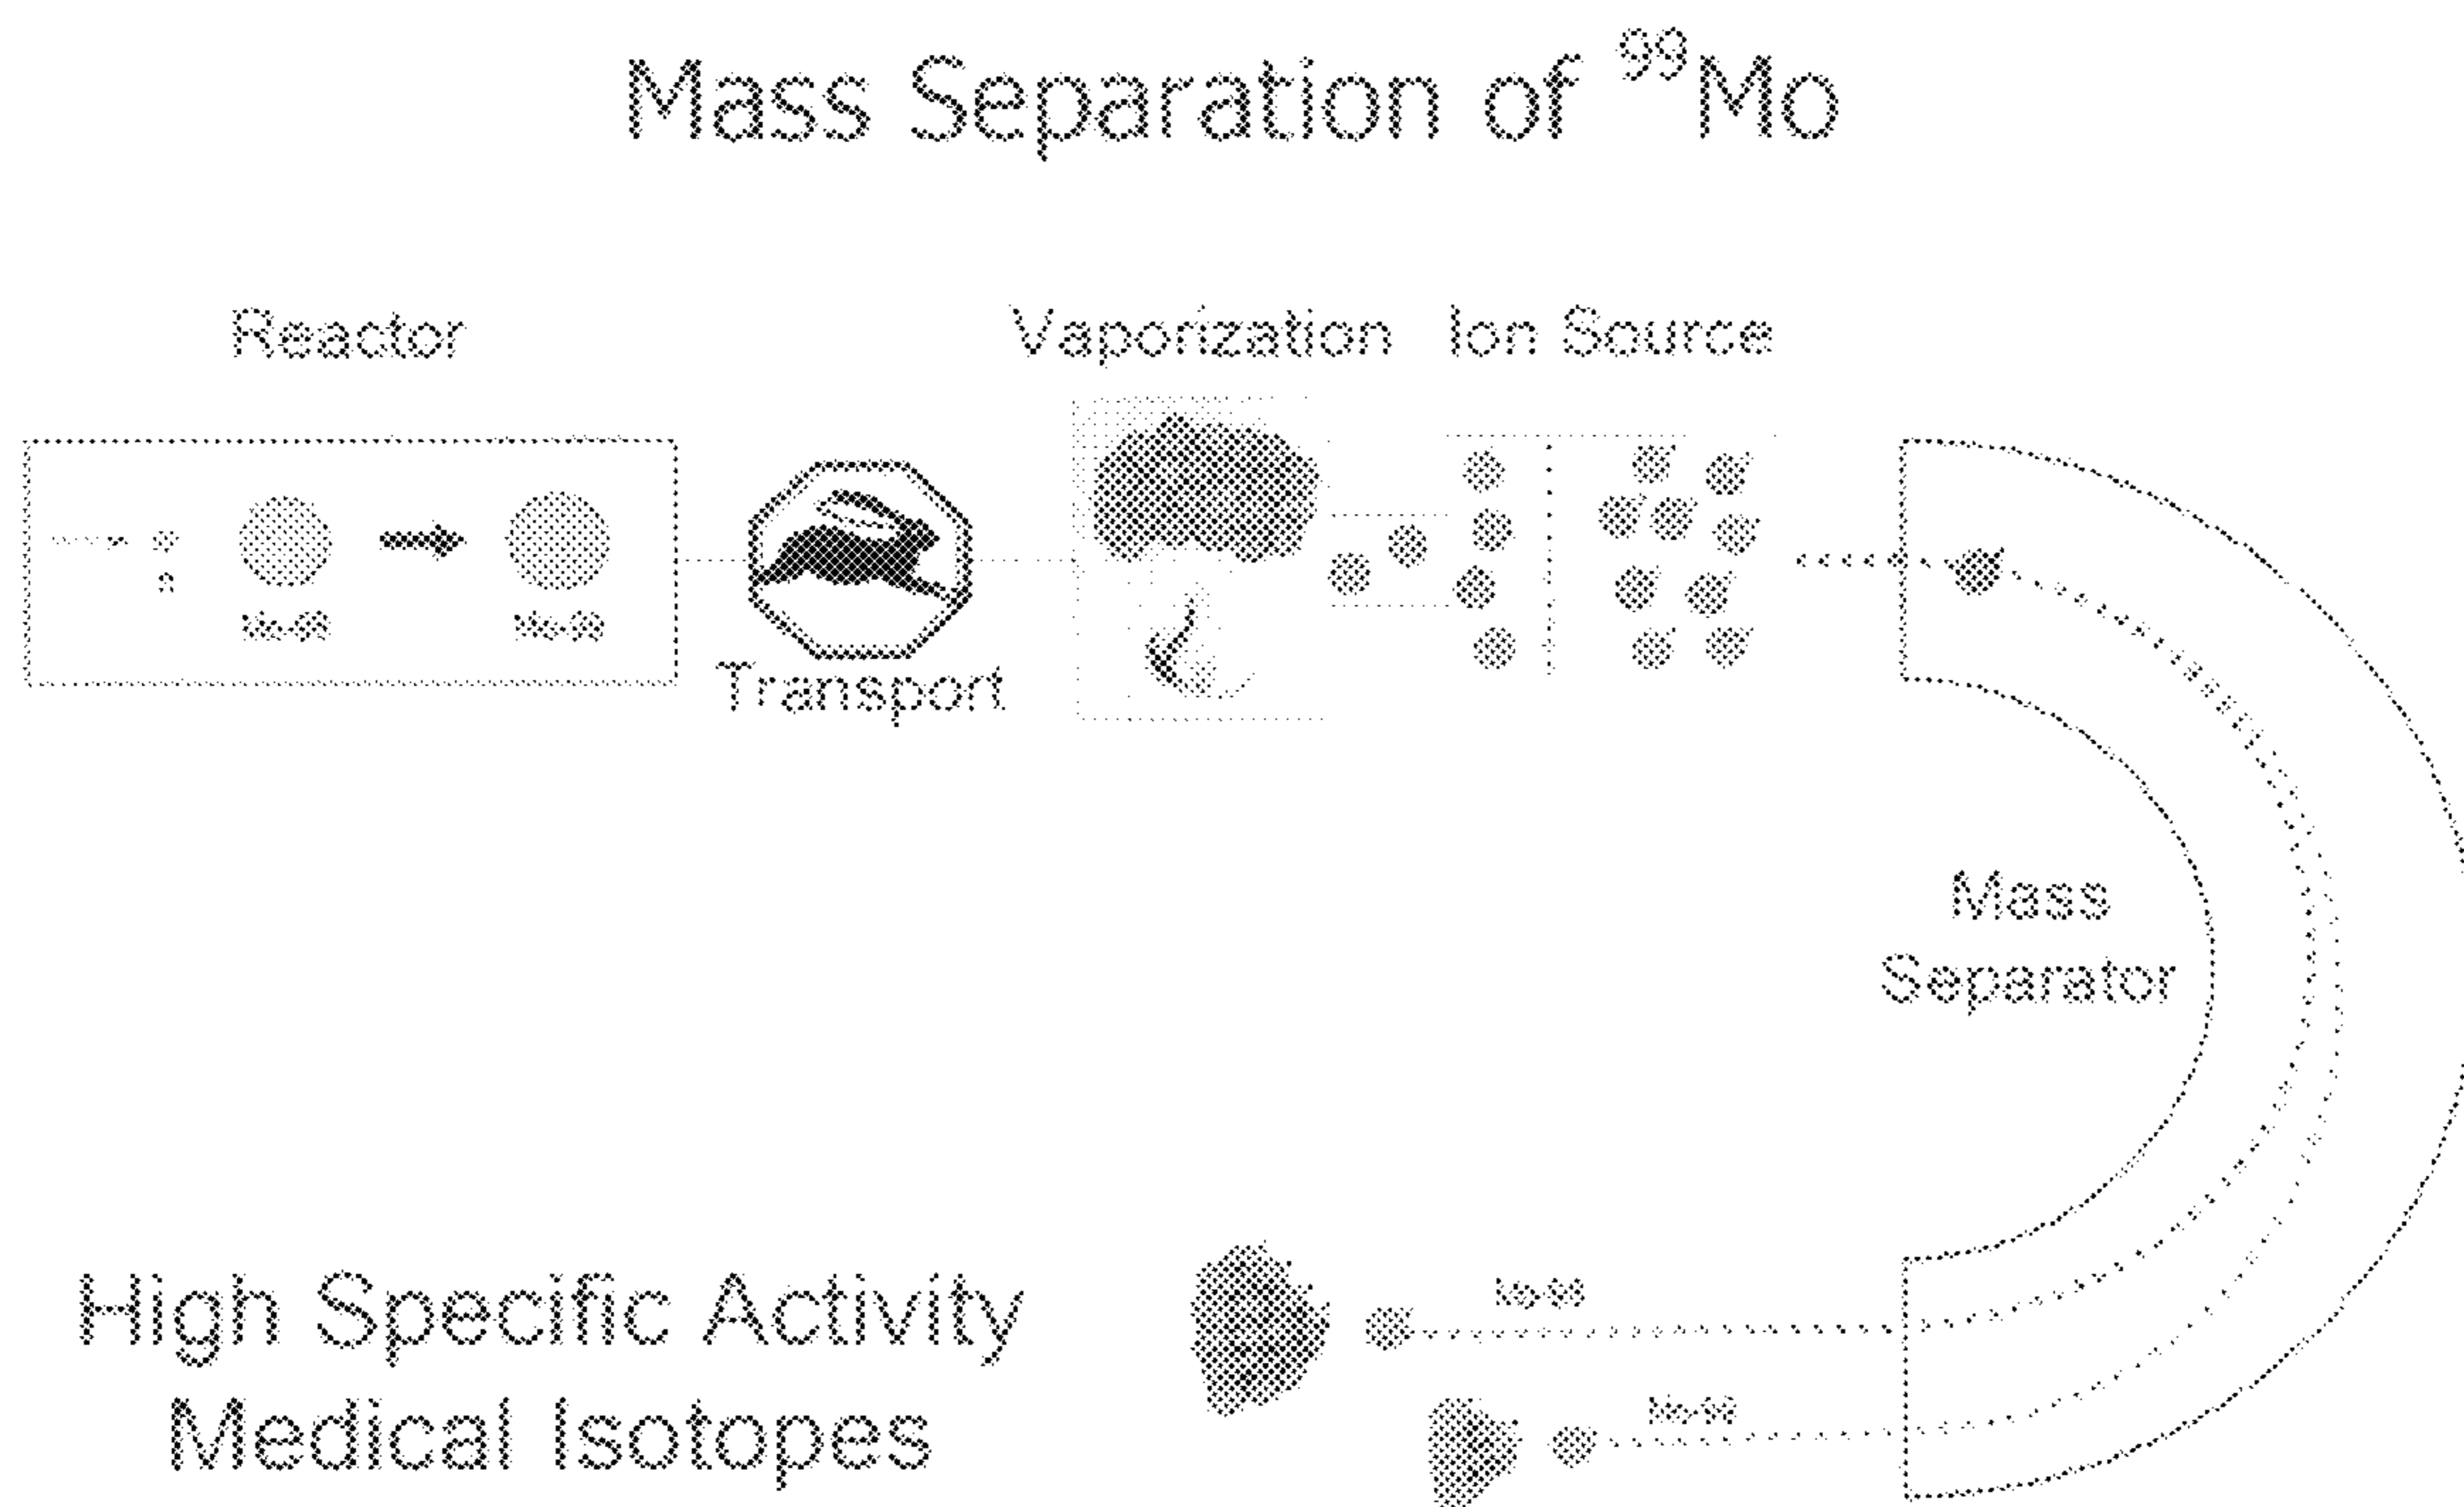 Mass Separation of ⁹⁹Mo
Reactor
Vaporization
Ion Source
Transport
Mass
Separator
High Specific Activity
Medical Isotopes